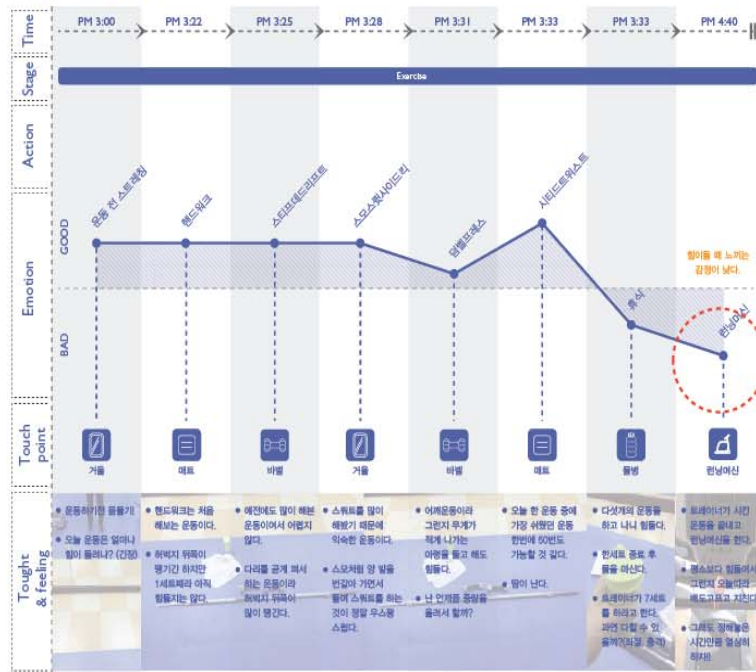 Time
PM 3:00
PM 3:22
PM 3:25
PM 3:28
PM 3:31
PM 3:33
PM 3:33
PM 4:40
Stage
Exercise
Action
운동 전 스트레칭
핸드워크
스티프데드리프트
스모스쿼사이드킥
덤벨프레스
시티드트위스트
휴식
런닝머신
Emotion
GOOD
BAD
힘이들 때 느끼는
감정이 낮다.
Touch
point
거울
매트
바벨
거울
바벨
매트
물병
런닝머신
Tought
& feeling
• 운동하기전 몸풀기!
• 오늘 운동은 얼마나
힘이 들려나? (긴장)
• 핸드워크는 처음
해보는 운동이다.
• 허벅지 뒤쪽이
땡기긴 하지만
1세트째라 아직
힘들지는 않다.
• 예전에도 많이 해본
운동이여서 어렵지
않다.
• 다리를 곧게 펴서
하는 운동이라
허벅지 뒤쪽이
많이 땡긴다.
• 스쿼트를 많이
해봤기 때문에
익숙한 운동이다.
• 스모처럼 양 발을
번갈아 가면서
들어 스쿼트를 하는
것이 정말 우스꽝
스럽다.
• 어깨운동이라
그런지 무게가
적게 나가는
아령을 들고 해도
힘들다.
• 난 언제쯤 중량을
올려서 할까?
• 오늘 한 운동 중에
가장 쉬웠던 운동
한번에 50번도
가능할 것 같다.
• 땀이 난다.
• 다섯개의 운동을
하고 나니 힘들다.
• 한세트 종료 후
물을 마신다.
• 트레이너가 7세트
를 하라고 한다.
과연 다할 수 있
을까?(좌절, 충격)
• 트레이너가 시킨
운동을 끝내고
런닝머신을 한다.
• 평소보다 힘들어서
그런지 오늘따라
배도고프고 지친다.
• 그래도 정해놓은
시간만큼 열심히
하자!!